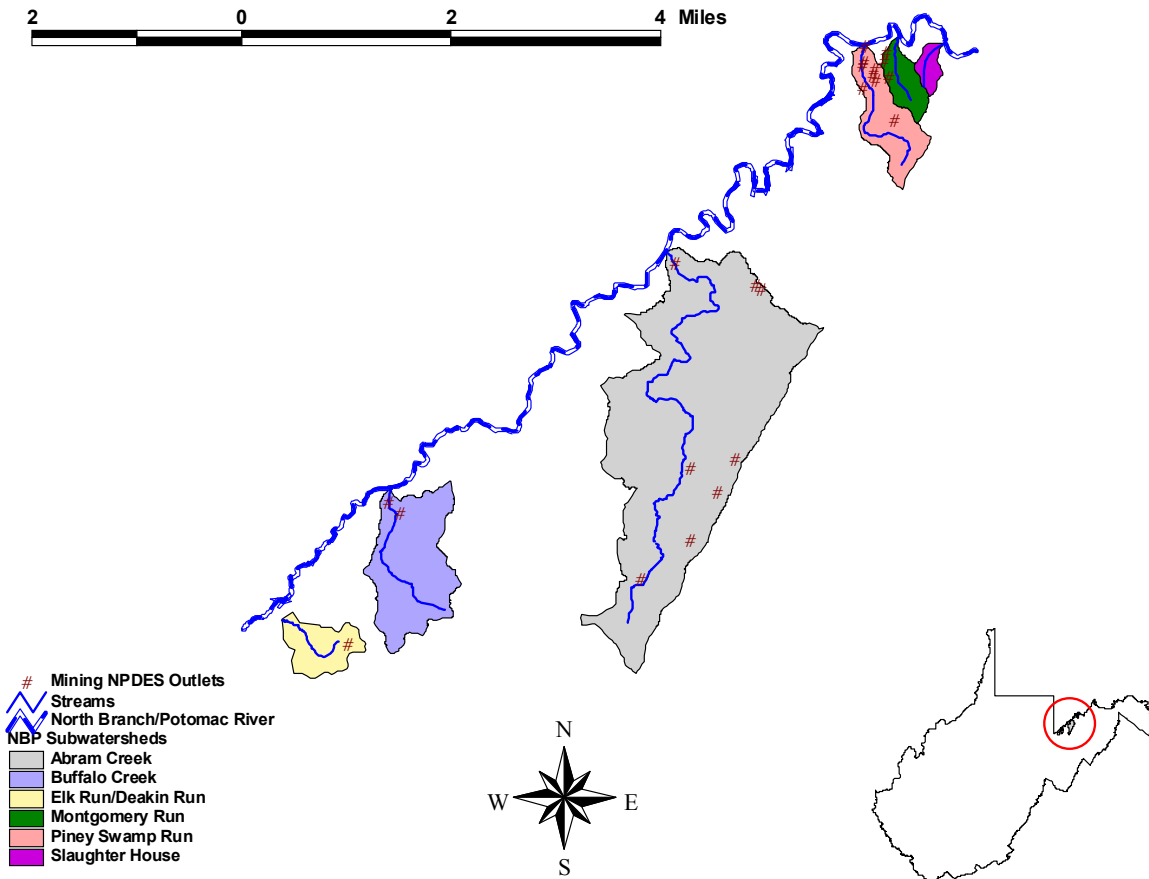 2 0 2 4 Miles
# Mining NPDES Outlets
Streams
North Branch/Potomac River
NBP Subwatersheds
Abram Creek
Buffalo Creek
Elk Run/Deakin Run
Montgomery Run
Piney Swamp Run
Slaughter House
N
W E
S